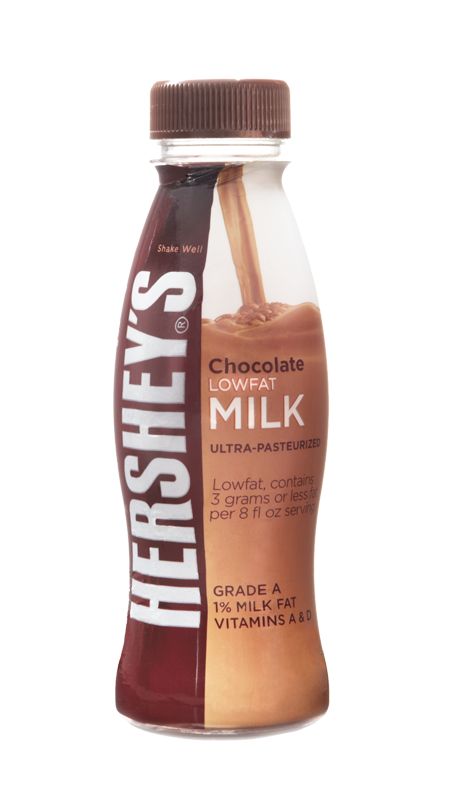 Shake Well
HERSHEY'S®
Chocolate
LOWFAT
MILK
ULTRA-PASTEURIZED
Lowfat, contains
3 grams or less fat
per 8 fl oz serving
GRADE A
1% MILK FAT
VITAMINS A & D